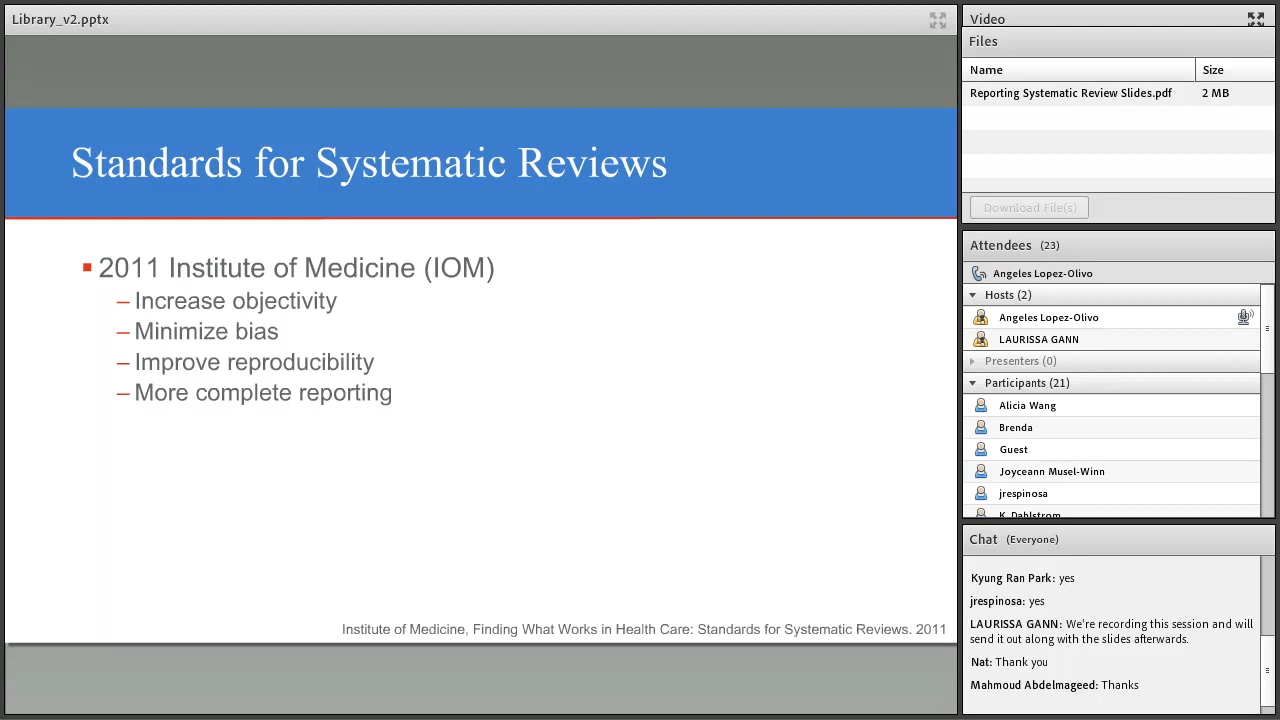 Library_v2.pptx
Standards for Systematic Reviews
2011 Institute of Medicine (IOM)
– Increase objectivity
– Minimize bias
– Improve reproducibility
– More complete reporting
Institute of Medicine, Finding What Works in Health Care: Standards for Systematic Reviews. 2011
Video
Files
Name Size
Reporting Systematic Review Slides.pdf 2 MB
Download File(s)
Attendees (23)
Angeles Lopez-Olivo
Hosts (2)
Angeles Lopez-Olivo
LAURISSA GANN
Presenters (0)
Participants (21)
Alicia Wang
Brenda
Guest
Joyceann Musel-Winn
jrespinosa
K. Dahlstrom
Chat (Everyone)
Kyung Ran Park: yes
jrespinosa: yes
LAURISSA GANN: We're recording this session and will
send it out along with the slides afterwards.
Nat: Thank you
Mahmoud Abdelmageed: Thanks